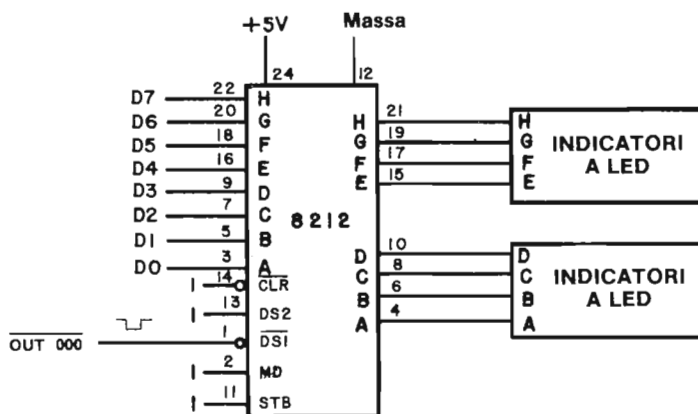 +5V Massa
24 12
D7 22 H
D6 20 G
D5 18 F
D4 16 E
D3 9 D
D2 7 C
D1 5 B
D0 3 A
1 14 CLR
1 13 DS2
OUT 000 1 DS1
1 2 MD
1 11 STB
8212
H 21 H
G 19 G
F 17 F
E 15 E
INDICATORI
A LED
D 10 D
C 8 C
B 6 B
A 4 A
INDICATORI
A LED